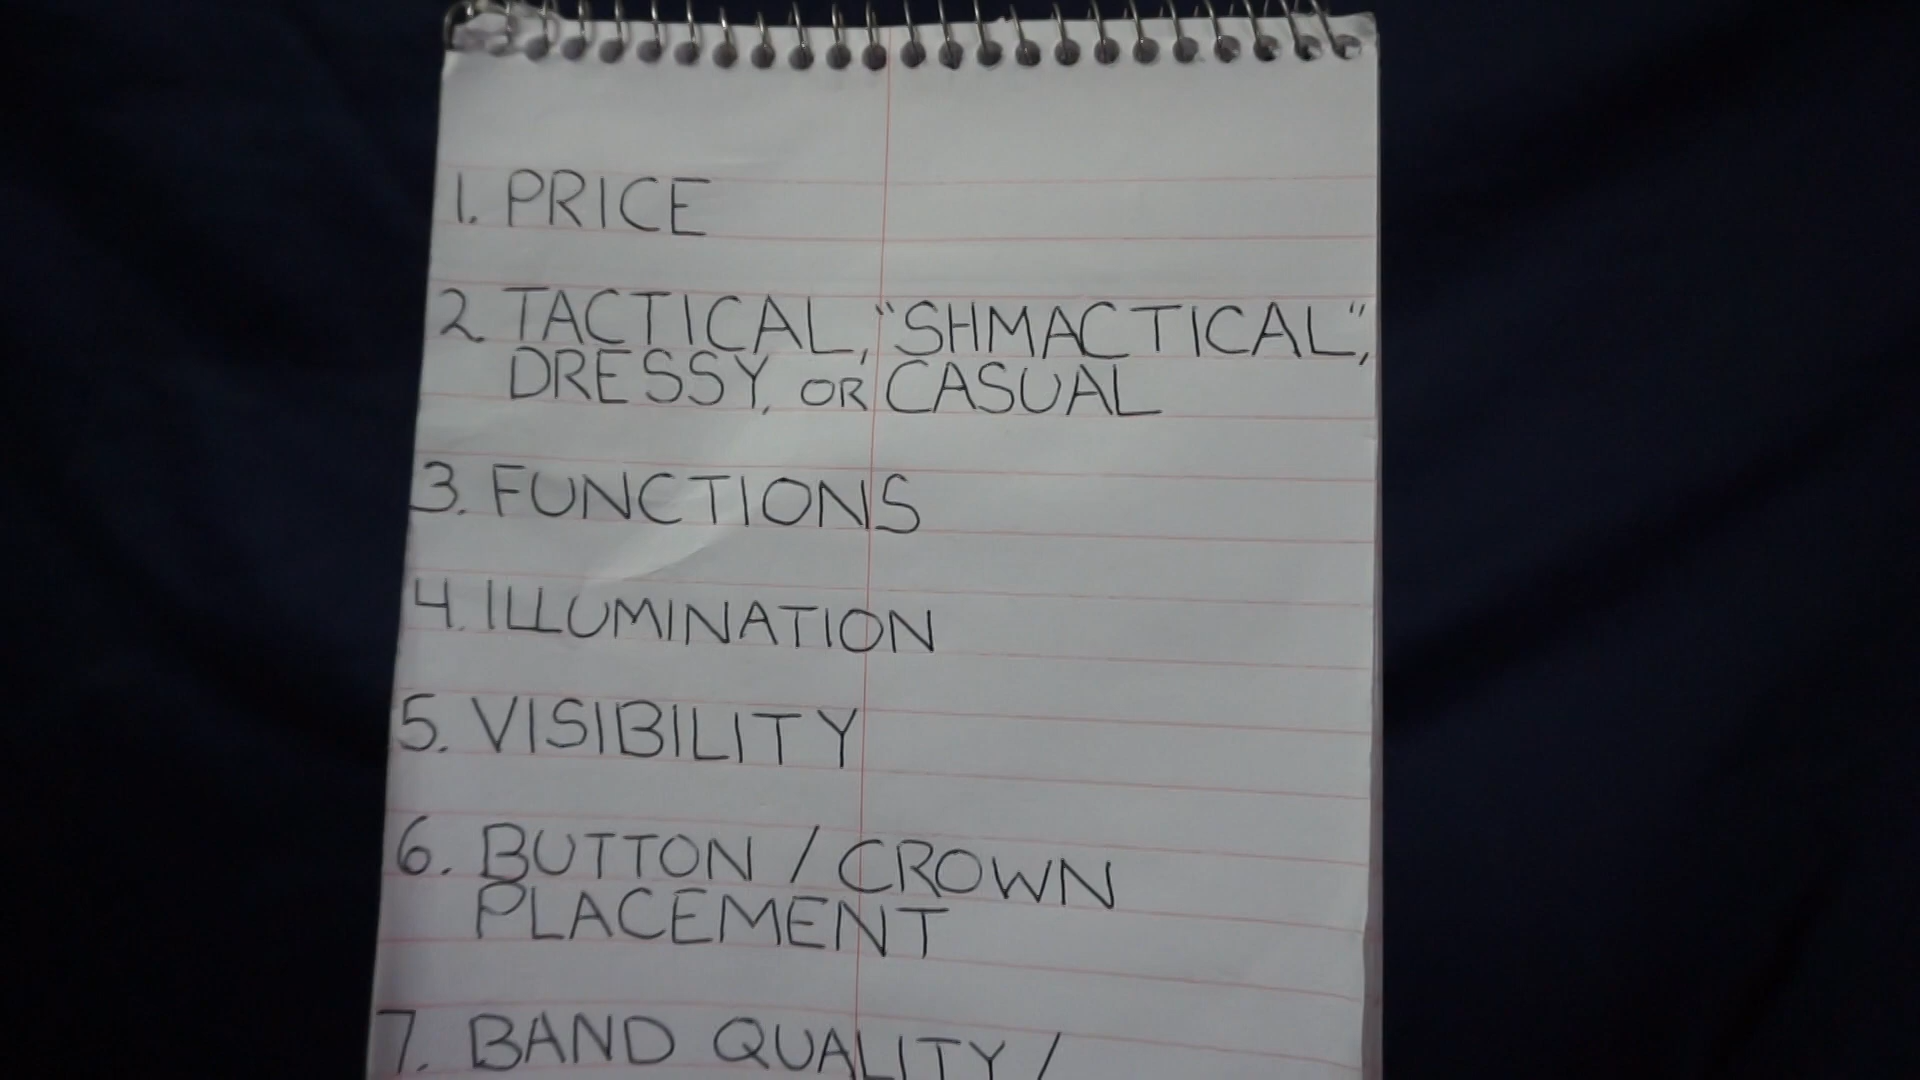 1. PRICE
2. TACTICAL, "SHMACTICAL",
DRESSY, OR CASUAL
3. FUNCTIONS
4. ILLUMINATION
5. VISIBILITY
6. BUTTON / CROWN
PLACEMENT
7. BAND QUALITY /